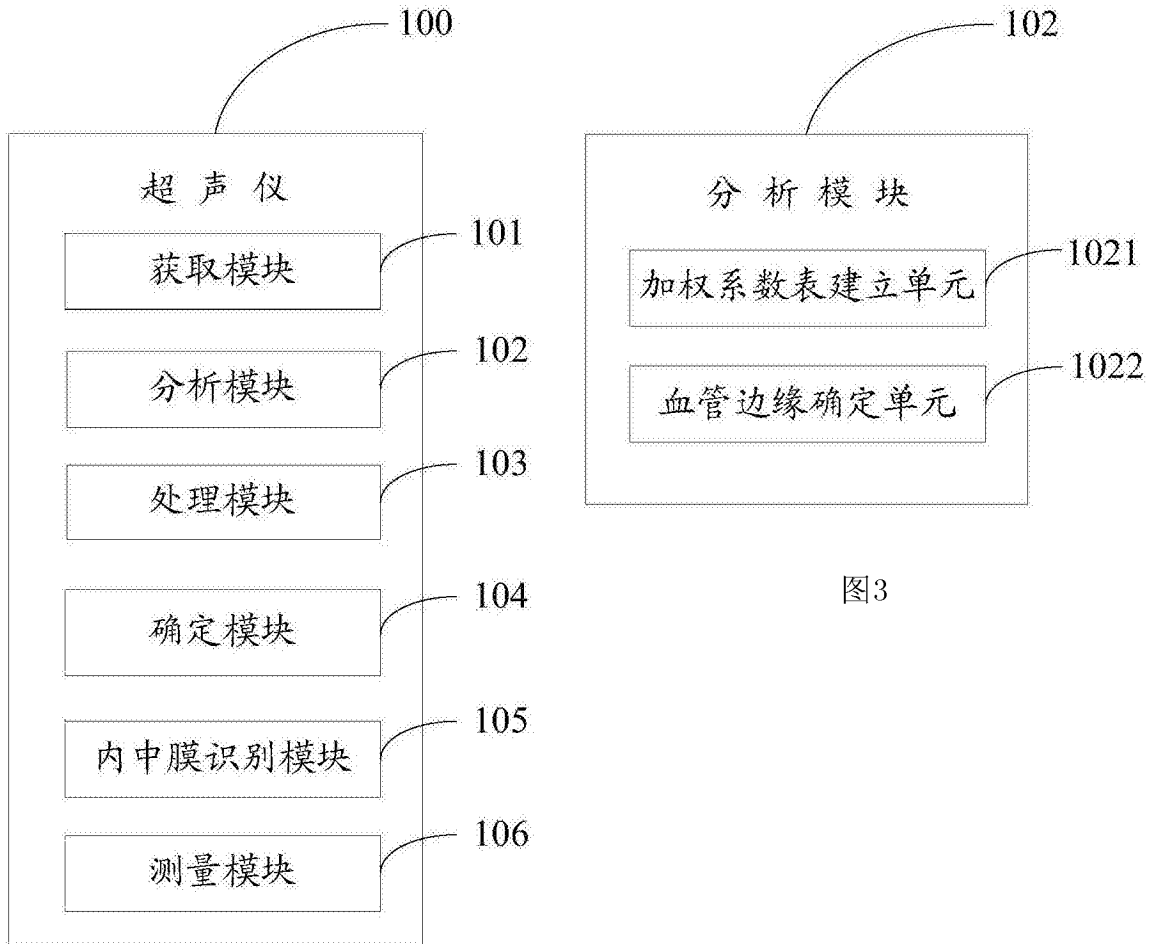 100
超声仪
获取模块
101
分析模块
102
处理模块
103
确定模块
104
内中膜识别模块
105
测量模块
106
102
分析模块
加权系数表建立单元
1021
血管边缘确定单元
1022
图3